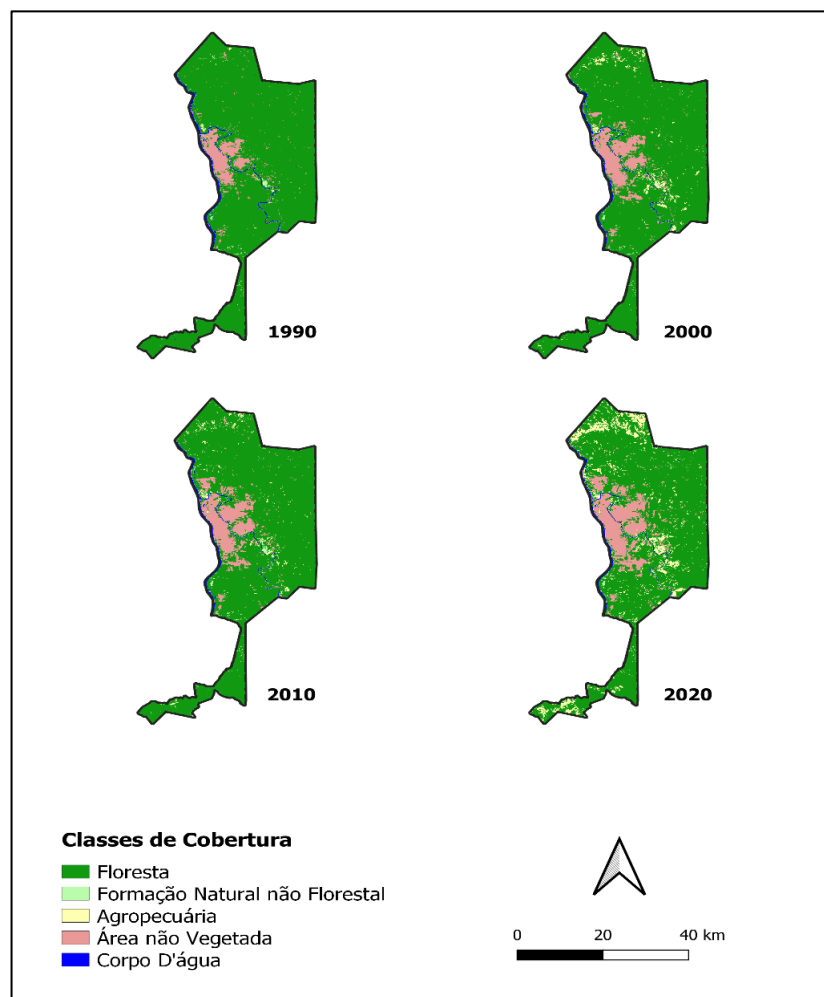 1990
2000
2010
2020
Classes de Cobertura
Floresta
Formação Natural não Florestal
Agropecuária
Área não Vegetada
Corpo D'água
0 20 40 km